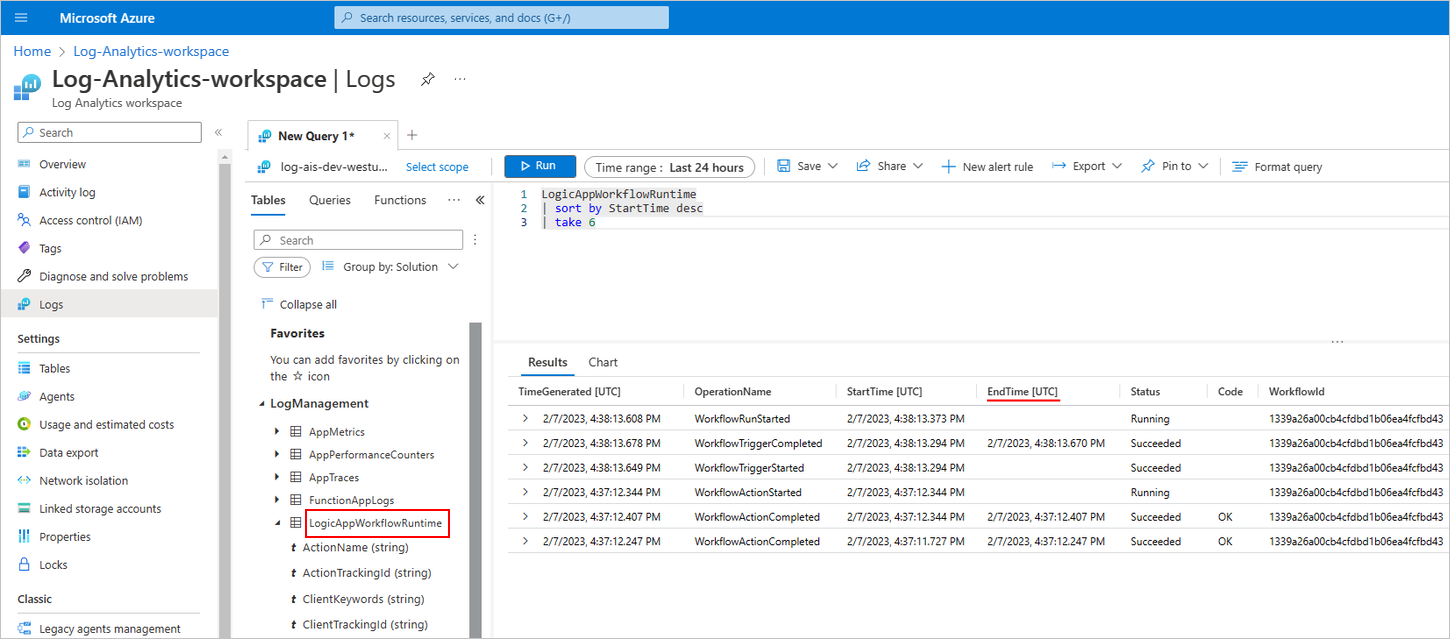 Microsoft Azure
Search resources, services, and docs (G+/)
Home > Log-Analytics-workspace
Log-Analytics-workspace | Logs
Log Analytics workspace
Search
Overview
Activity log
Access control (IAM)
Tags
Diagnose and solve problems
Logs
Settings
Tables
Agents
Usage and estimated costs
Data export
Network isolation
Linked storage accounts
Properties
Locks
Classic
Legacy agents management
New Query 1*
log-ais-dev-westu... Select scope
Run Time range : Last 24 hours Save Share New alert rule Export Pin to Format query
Tables Queries Functions
Search
Filter Group by: Solution
Collapse all
Favorites
You can add favorites by clicking on
the ☆ icon
LogManagement
AppMetrics
AppPerformanceCounters
AppTraces
FunctionAppLogs
LogicAppWorkflowRuntime
t ActionName (string)
t ActionTrackingId (string)
t ClientKeywords (string)
t ClientTrackingId (string)
1 LogicAppWorkflowRuntime
2 | sort by StartTime desc
3 | take 6
Results Chart
TimeGenerated [UTC] OperationName StartTime [UTC] EndTime [UTC] Status Code WorkflowId
2/7/2023, 4:38:13.608 PM WorkflowRunStarted 2/7/2023, 4:38:13.373 PM Running 1339a26a00cb4cfdbd1b06ea4fcfbd43
2/7/2023, 4:38:13.678 PM WorkflowTriggerCompleted 2/7/2023, 4:38:13.294 PM 2/7/2023, 4:38:13.670 PM Succeeded 1339a26a00cb4cfdbd1b06ea4fcfbd43
2/7/2023, 4:38:13.649 PM WorkflowTriggerStarted 2/7/2023, 4:38:13.294 PM Succeeded 1339a26a00cb4cfdbd1b06ea4fcfbd43
2/7/2023, 4:37:12.344 PM WorkflowActionStarted 2/7/2023, 4:37:12.344 PM Running 1339a26a00cb4cfdbd1b06ea4fcfbd43
2/7/2023, 4:37:12.407 PM WorkflowActionCompleted 2/7/2023, 4:37:12.344 PM 2/7/2023, 4:37:12.407 PM Succeeded OK 1339a26a00cb4cfdbd1b06ea4fcfbd43
2/7/2023, 4:37:12.247 PM WorkflowActionCompleted 2/7/2023, 4:37:11.727 PM 2/7/2023, 4:37:12.247 PM Succeeded OK 1339a26a00cb4cfdbd1b06ea4fcfbd43